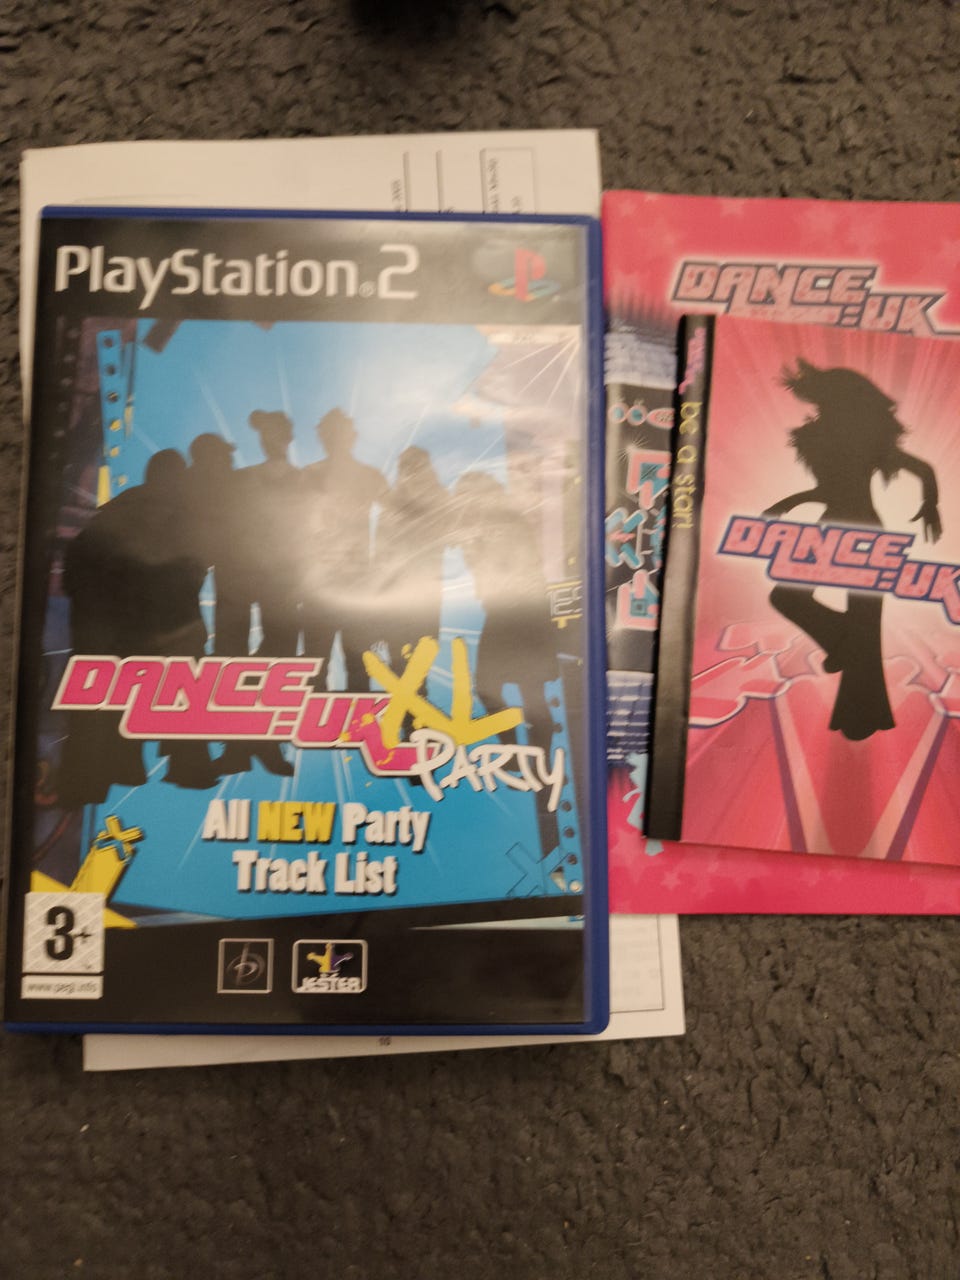 PlayStation®2
DANCE:UK XL
PARTY
All NEW Party
Track List
3+
www.pegi.info
JESTER
DANCE:UK
be a star!
DANCE:UK
10